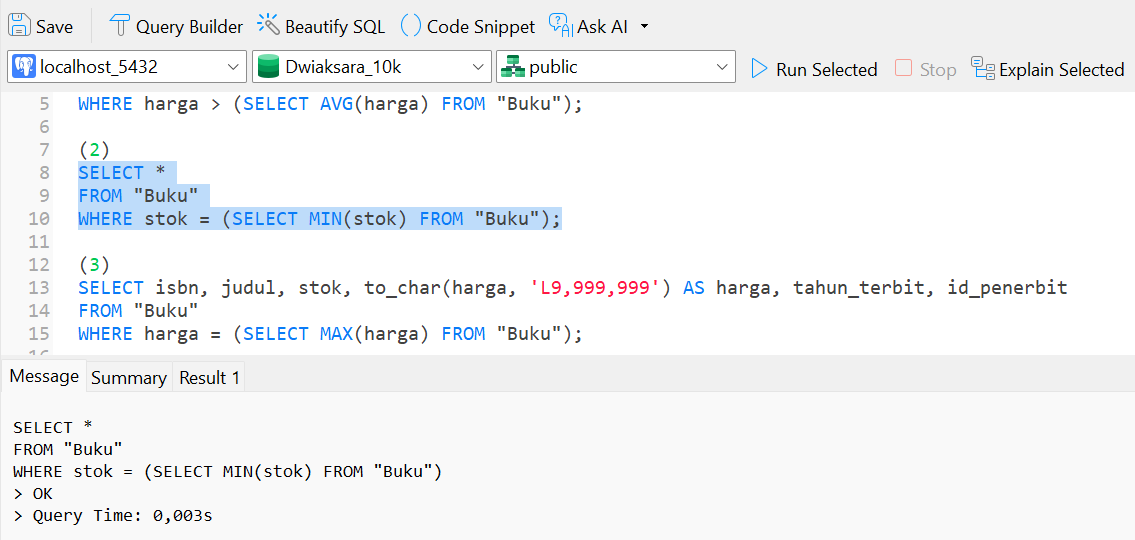 Save Query Builder Beautify SQL Code Snippet Ask AI
localhost_5432 Dwiaksara_10k public Run Selected Stop Explain Selected
5 WHERE harga > (SELECT AVG(harga) FROM "Buku");
6
7 (2)
8 SELECT *
9 FROM "Buku"
10 WHERE stok = (SELECT MIN(stok) FROM "Buku");
11
12 (3)
13 SELECT isbn, judul, stok, to_char(harga, 'L9,999,999') AS harga, tahun_terbit, id_penerbit
14 FROM "Buku"
15 WHERE harga = (SELECT MAX(harga) FROM "Buku");
Message Summary Result 1
SELECT *
FROM "Buku"
WHERE stok = (SELECT MIN(stok) FROM "Buku")
> OK
> Query Time: 0,003s